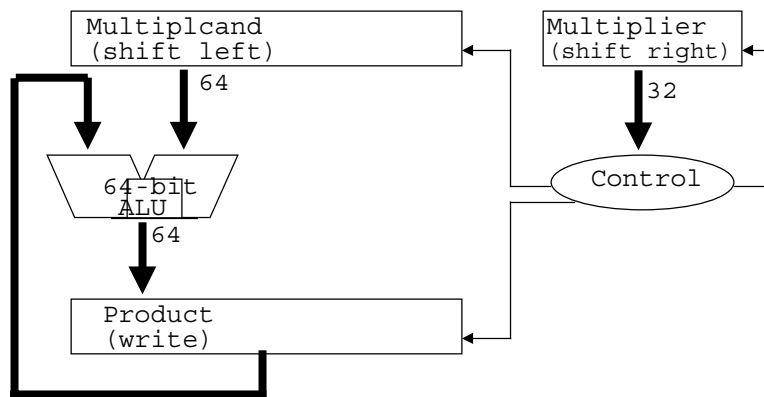 Multiplcand
(shift left)
Multiplier
(shift right)
64
32
64-bit
ALU
Control
64
Product
(write)